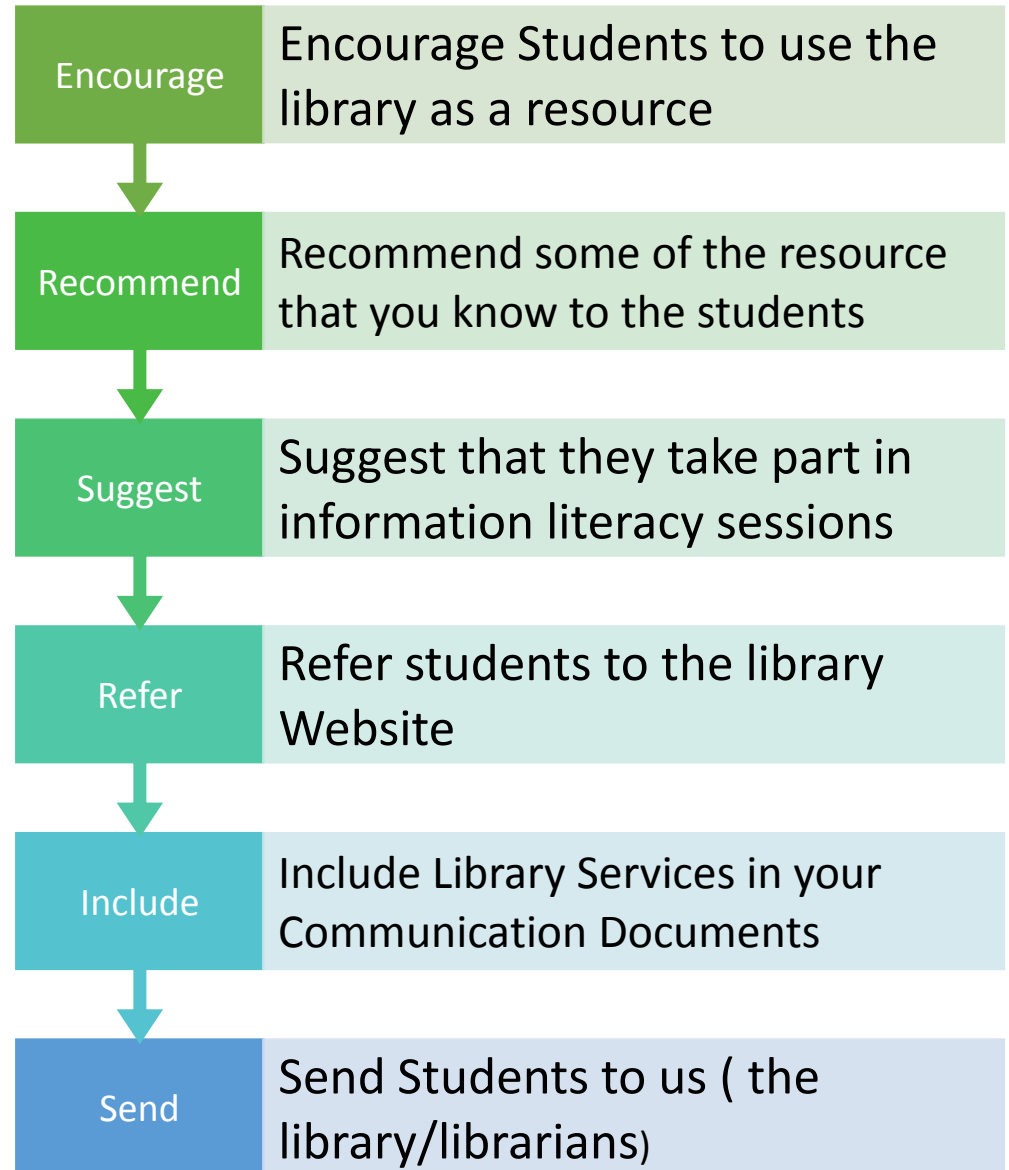 Encourage
Encourage Students to use the
library as a resource
Recommend
Recommend some of the resource
that you know to the students
Suggest
Suggest that they take part in
information literacy sessions
Refer
Refer students to the library
Website
Include
Include Library Services in your
Communication Documents
Send
Send Students to us ( the
library/librarians)